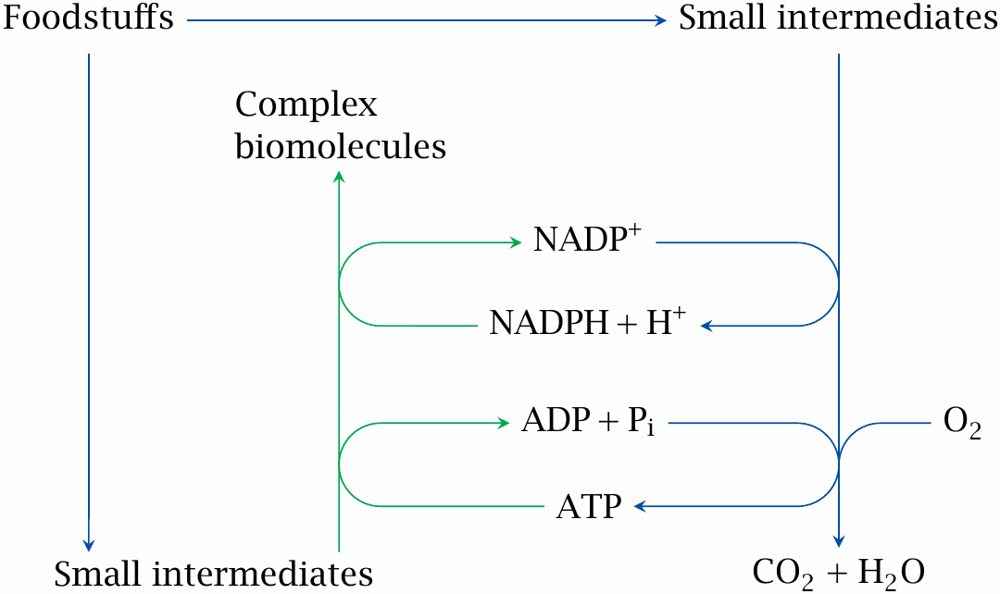 Foodstuffs
Small intermediates
Complex
biomolecules
NADP⁺
NADPH + H⁺
ADP + Pᵢ
O₂
ATP
Small intermediates
CO₂ + H₂O